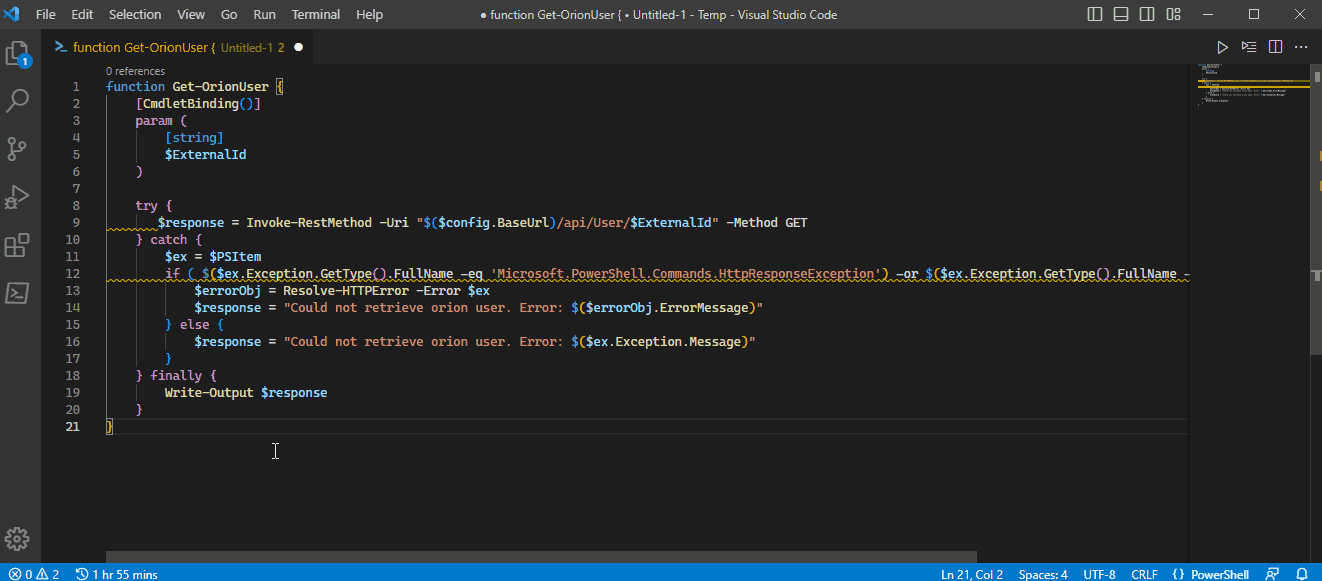 File Edit Selection View Go Run Terminal Help ● function Get-OrionUser { • Untitled-1 - Temp - Visual Studio Code
1
function Get-OrionUser { Untitled-1 2 ●
0 references
1 function Get-OrionUser {
2 [CmdletBinding()]
3 param (
4 [string]
5 $ExternalId
6 )
7
8 try {
9 $response = Invoke-RestMethod -Uri "$($config.BaseUrl)/api/User/$ExternalId" -Method GET
10 } catch {
11 $ex = $PSItem
12 if ( $($ex.Exception.GetType().FullName -eq 'Microsoft.PowerShell.Commands.HttpResponseException') -or $($ex.Exception.GetType().FullName -
13 $errorObj = Resolve-HTTPError -Error $ex
14 $response = "Could not retrieve orion user. Error: $($errorObj.ErrorMessage)"
15 } else {
16 $response = "Could not retrieve orion user. Error: $($ex.Exception.Message)"
17 }
18 } finally {
19 Write-Output $response
20 }
21 }
0 2 1 hr 55 mins Ln 21, Col 2 Spaces: 4 UTF-8 CRLF {} PowerShell